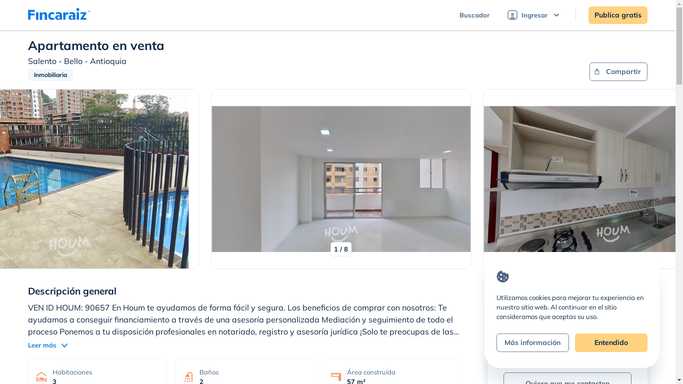 Fincaraiz
Buscador
Ingresar
Publica gratis
Apartamento en venta
Salento - Bello - Antioquia
Inmobiliaria
Compartir
HOUM
HOUM
HOUM
1 / 8
Descripción general
VEN ID HOUM: 90657 En Houm te ayudamos de forma fácil y segura. Los beneficios de comprar con nosotros: Te
ayudamos a conseguir financiamiento a través de una asesoría personalizada Mediación y seguimiento de todo el
proceso Ponemos a tu disposición profesionales en notariado, registro y asesoría jurídica ¡Solo te preocupas de las...
Leer más
Habitaciones
3
Baños
2
Área construida
57 m²
Utilizamos cookies para mejorar tu experiencia en
nuestro sitio web. Al continuar en el sitio
consideramos que aceptas su uso.
Más información
Entendido
Quiero que me contacten